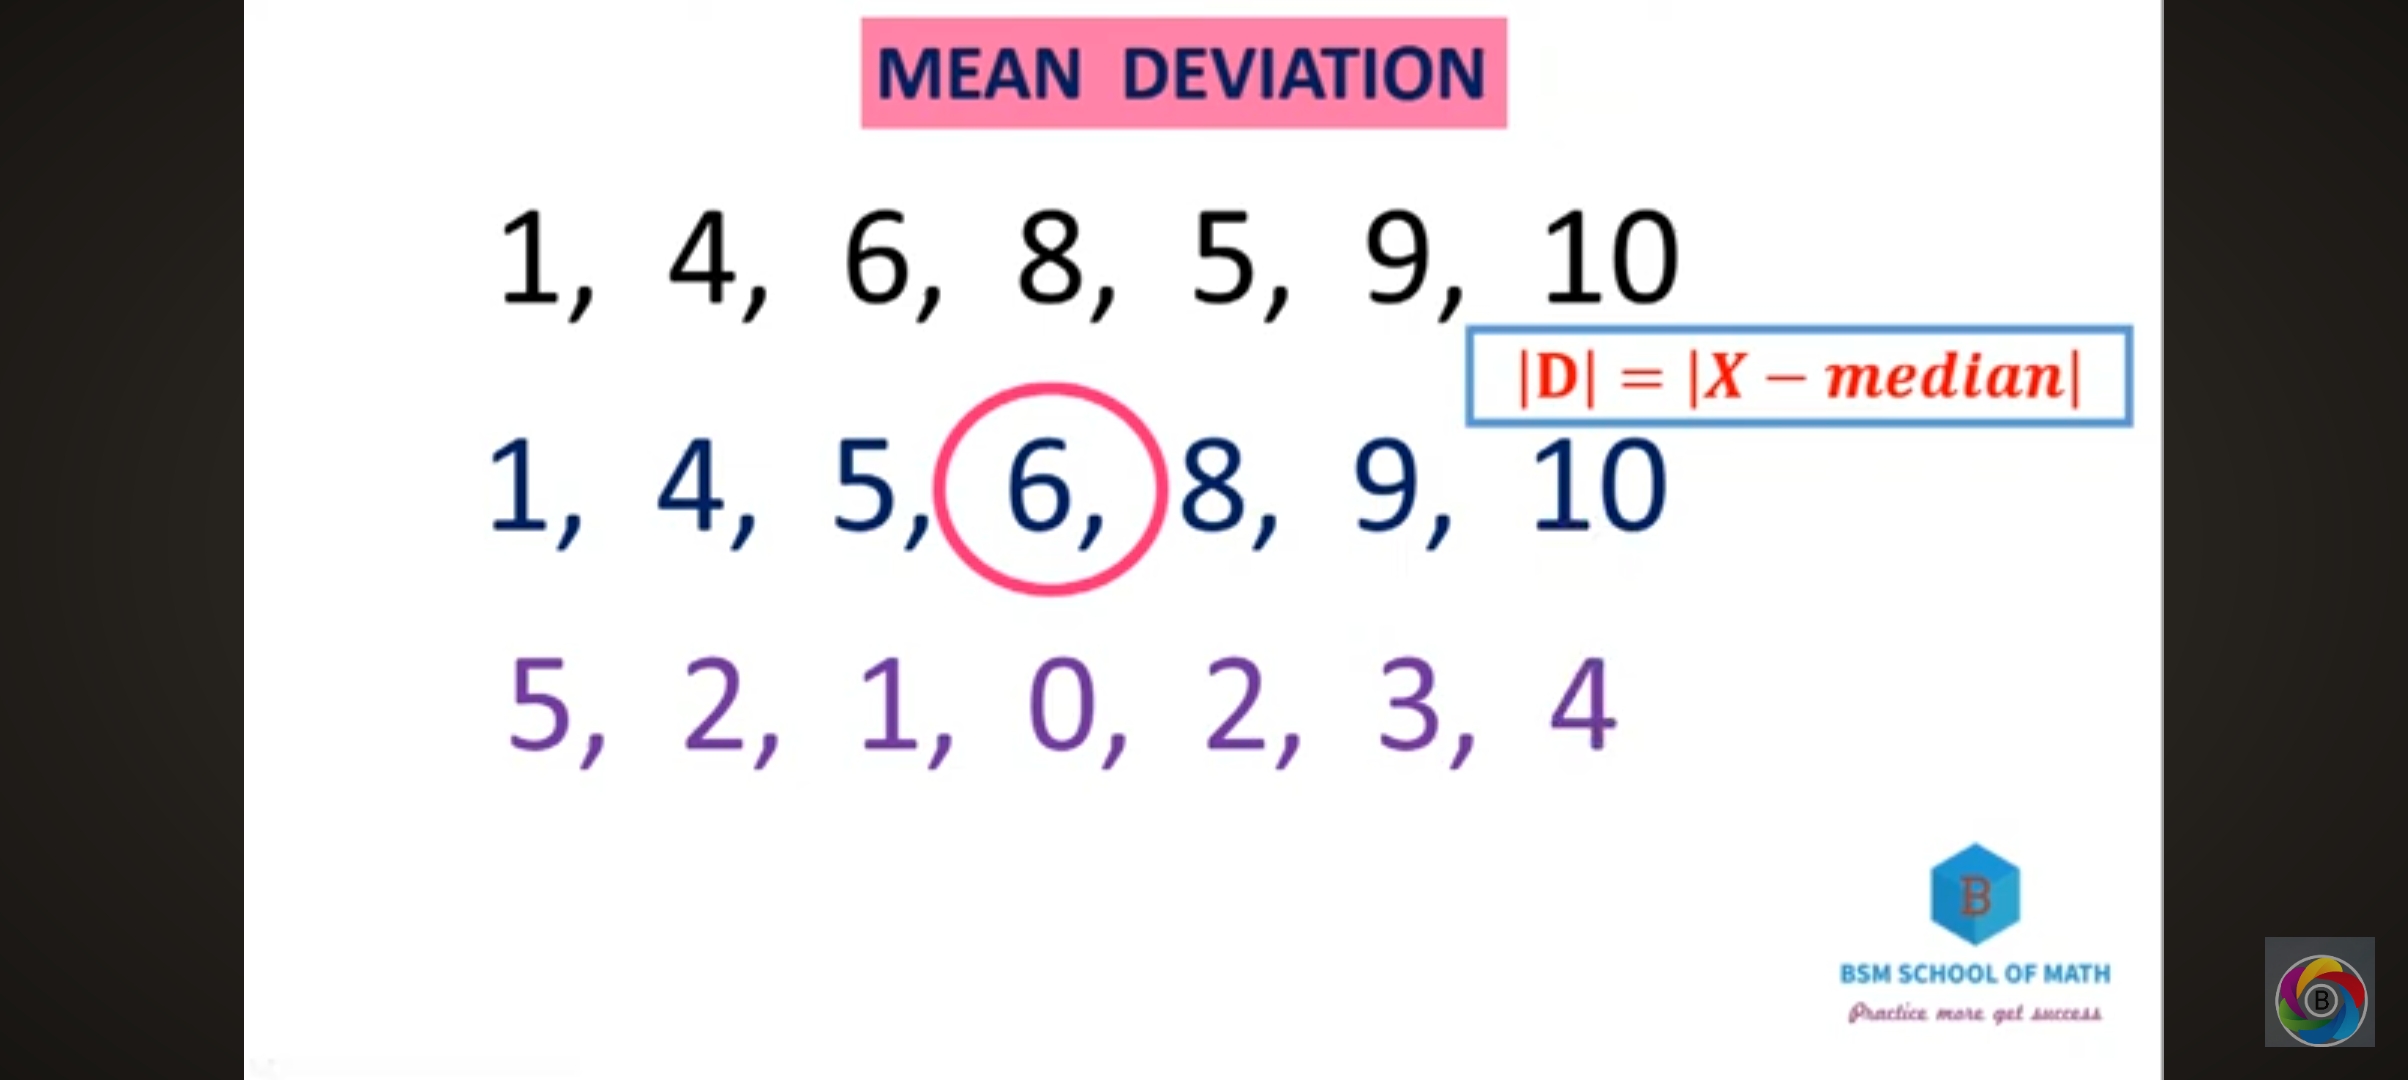 MEAN DEVIATION
1, 4, 6, 8, 5, 9, 10
|D| = |X − median|
1, 4, 5, 6, 8, 9, 10
5, 2, 1, 0, 2, 3, 4
B
BSM SCHOOL OF MATH
Practice more get success
B